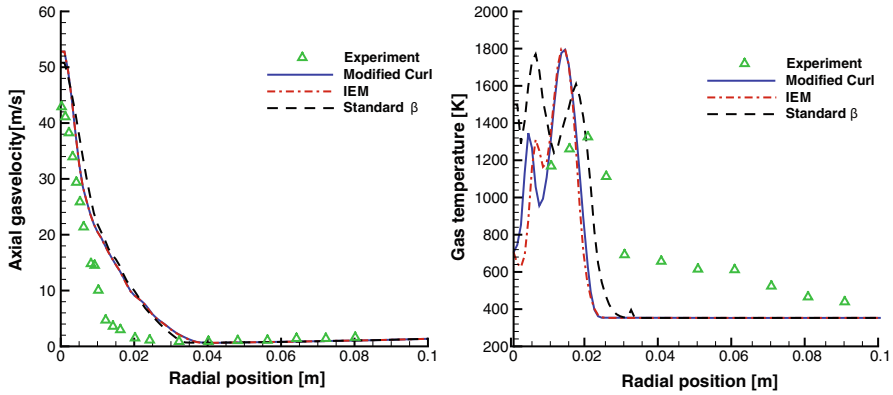 Axial gasvelocity[m/s]
60
50
40
30
20
10
0
0
0.02
0.04
0.06
0.08
0.1
Radial position [m]
Experiment
Modified Curl
IEM
Standard β
Gas temperature [K]
2000
1800
1600
1400
1200
1000
800
600
400
200
0
0.02
0.04
0.06
0.08
0.1
Radial position [m]
Experiment
Modified Curl
IEM
Standard β